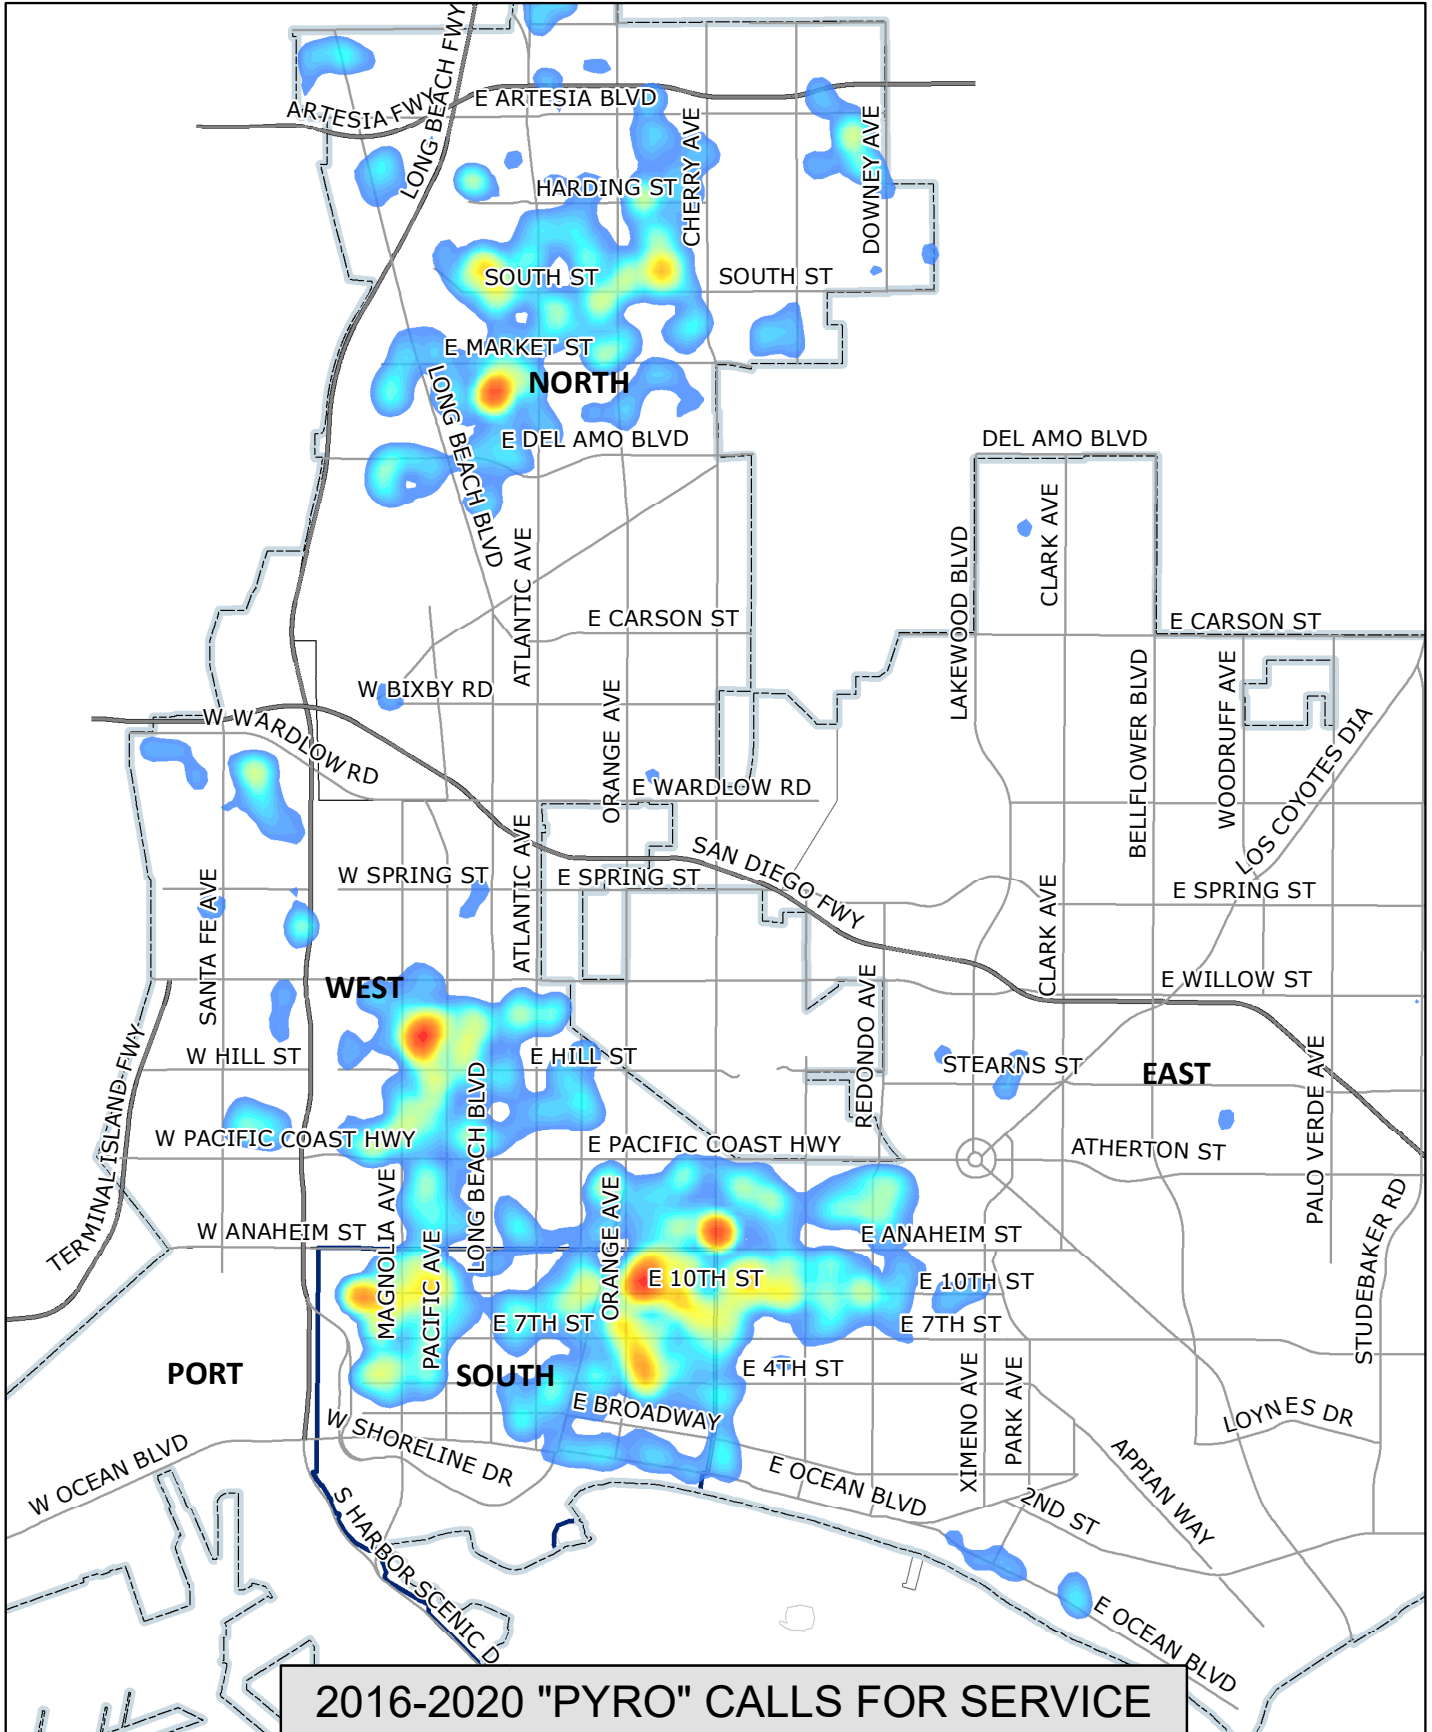 LONG BEACH FWY
ARTESIA FWY
E ARTESIA BLVD
CHERRY AVE
DOWNEY AVE
HARDING ST
SOUTH ST
SOUTH ST
E MARKET ST
NORTH
LONG BEACH BLVD
E DEL AMO BLVD
DEL AMO BLVD
CLARK AVE
LAKEWOOD BLVD
ATLANTIC AVE
E CARSON ST
E CARSON ST
W BIXBY RD
ORANGE AVE
BELLFLOWER BLVD
WOODRUFF AVE
W WARDLOW RD
LOS COYOTES DIA
E WARDLOW RD
SAN DIEGO FWY
ATLANTIC AVE
W SPRING ST
E SPRING ST
E SPRING ST
SANTA FE AVE
CLARK AVE
WEST
E WILLOW ST
REDONDO AVE
TERMINAL ISLAND FWY
W HILL ST
E HILL ST
STEARNS ST
EAST
PALO VERDE AVE
LONG BEACH BLVD
W PACIFIC COAST HWY
E PACIFIC COAST HWY
ATHERTON ST
MAGNOLIA AVE
ORANGE AVE
STUDEBAKER RD
W ANAHEIM ST
PACIFIC AVE
E ANAHEIM ST
E 10TH ST
E 10TH ST
E 7TH ST
E 7TH ST
PORT
SOUTH
E 4TH ST
XIMENO AVE
PARK AVE
E BROADWAY
W SHORELINE DR
LOYNES DR
W OCEAN BLVD
E OCEAN BLVD
APPIAN WAY
2ND ST
S HARBOR SCENIC D
E OCEAN BLVD
2016-2020 "PYRO" CALLS FOR SERVICE